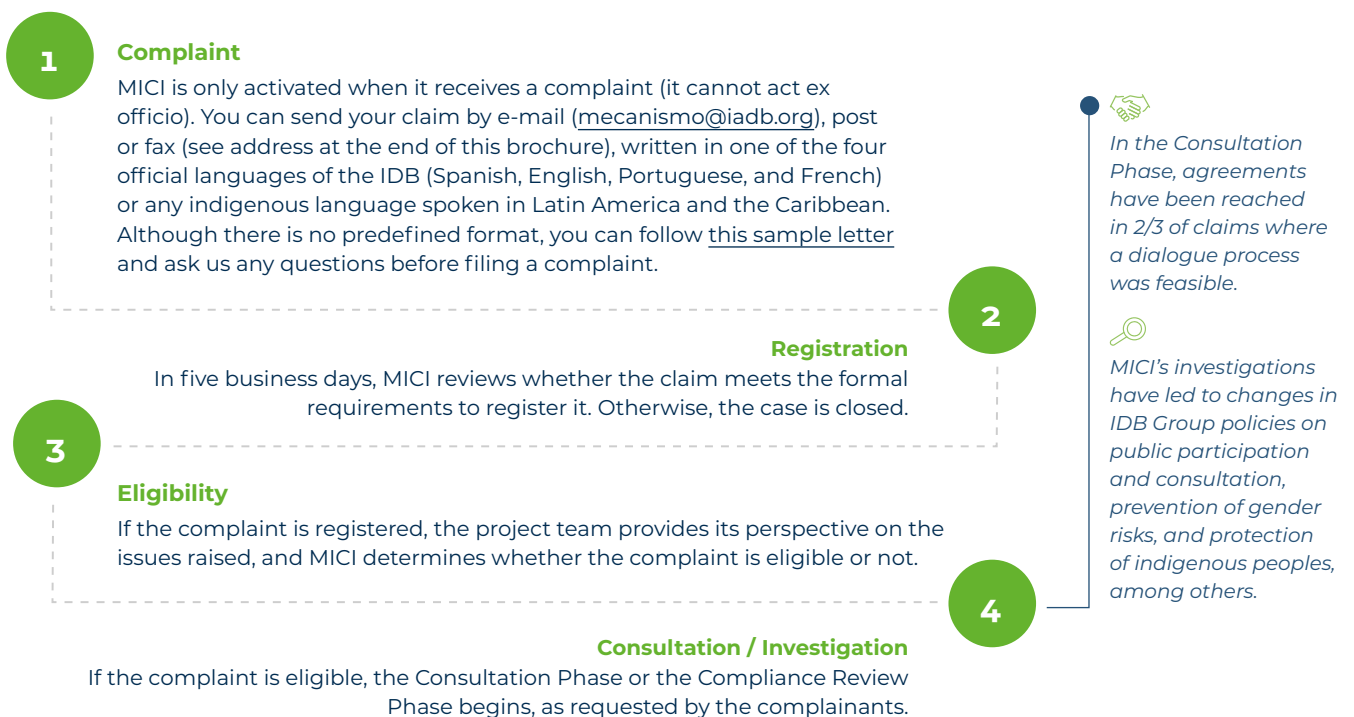 1
Complaint
MICI is only activated when it receives a complaint (it cannot act ex
officio). You can send your claim by e-mail (mecanismo@iadb.org), post
or fax (see address at the end of this brochure), written in one of the four
official languages of the IDB (Spanish, English, Portuguese, and French)
or any indigenous language spoken in Latin America and the Caribbean.
Although there is no predefined format, you can follow this sample letter
and ask us any questions before filing a complaint.
2
Registration
In five business days, MICI reviews whether the claim meets the formal
requirements to register it. Otherwise, the case is closed.
3
Eligibility
If the complaint is registered, the project team provides its perspective on the
issues raised, and MICI determines whether the complaint is eligible or not.
4
Consultation / Investigation
If the complaint is eligible, the Consultation Phase or the Compliance Review
Phase begins, as requested by the complainants.
In the Consultation
Phase, agreements
have been reached
in 2/3 of claims where
a dialogue process
was feasible.
MICI's investigations
have led to changes in
IDB Group policies on
public participation
and consultation,
prevention of gender
risks, and protection
of indigenous peoples,
among others.